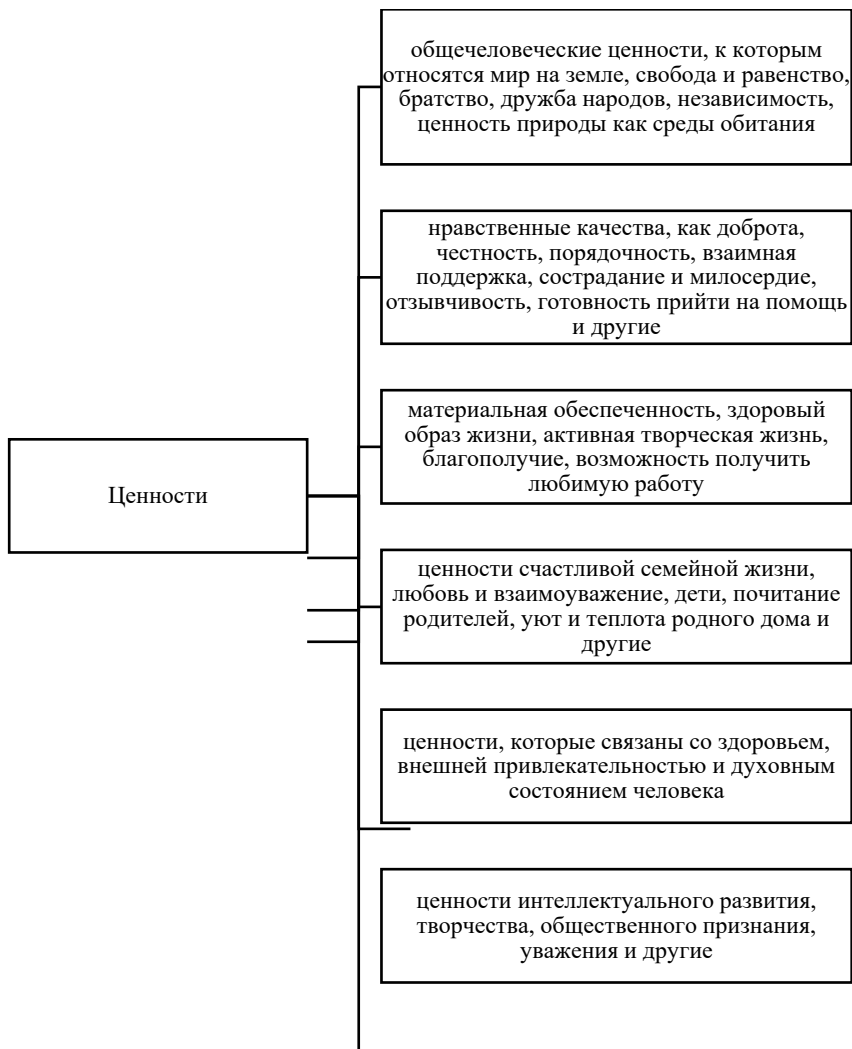 общечеловеческие ценности, к которым
относятся мир на земле, свобода и равенство,
братство, дружба народов, независимость,
ценность природы как среды обитания
нравственные качества, как доброта,
честность, порядочность, взаимная
поддержка, сострадание и милосердие,
отзывчивость, готовность прийти на помощь
и другие
материальная обеспеченность, здоровый
образ жизни, активная творческая жизнь,
благополучие, возможность получить
любимую работу
Ценности
ценности счастливой семейной жизни,
любовь и взаимоуважение, дети, почитание
родителей, уют и теплота родного дома и
другие
ценности, которые связаны со здоровьем,
внешней привлекательностью и духовным
состоянием человека
ценности интеллектуального развития,
творчества, общественного признания,
уважения и другие